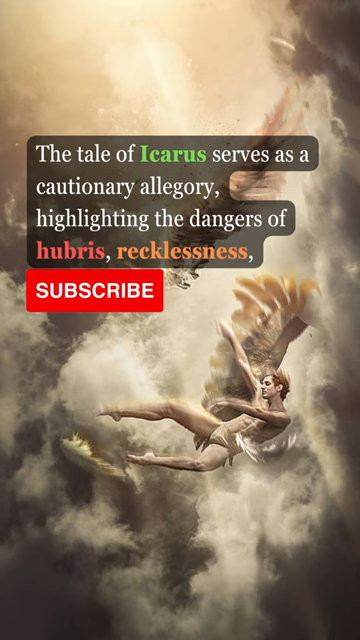 The tale of Icarus serves as a
cautionary allegory,
highlighting the dangers of
hubris, recklessness,
SUBSCRIBE